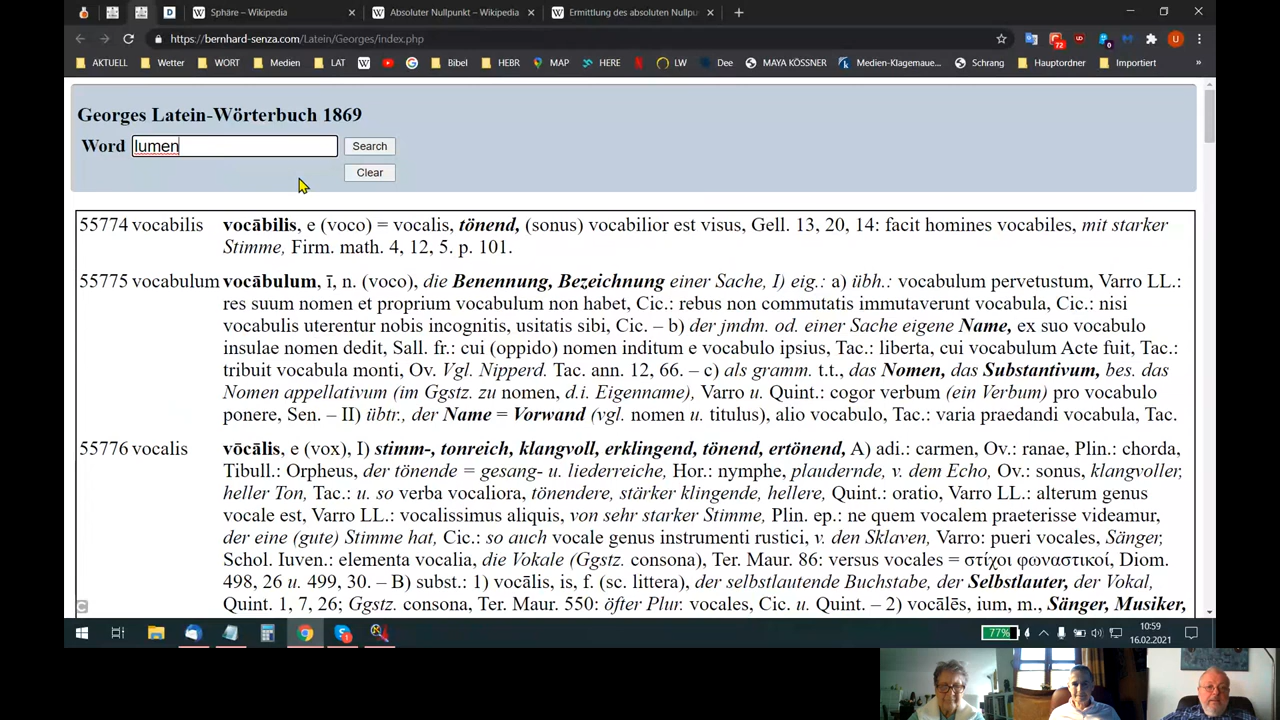 Sphäre – Wikipedia
Absoluter Nullpunkt – Wikipedia
Ermittlung des absoluten Nullpu
https://bernhard-senza.com/Latein/Georges/index.php
72
0
U
AKTUELL Wetter WORT Medien LAT Bibel HEBR MAP HERE LW Dee MAYA KÖSSNER Medien-Klagemaue... Schrang Hauptordner Importiert »
Georges Latein-Wörterbuch 1869
Word lumen Search
Clear
55774 vocabilis vocābilis, e (voco) = vocalis, tönend, (sonus) vocabilior est visus, Gell. 13, 20, 14: facit homines vocabiles, mit starker
Stimme, Firm. math. 4, 12, 5. p. 101.
55775 vocabulum vocābulum, ī, n. (voco), die Benennung, Bezeichnung einer Sache, I) eig.: a) übh.: vocabulum pervetustum, Varro LL.:
res suum nomen et proprium vocabulum non habet, Cic.: rebus non commutatis immutaverunt vocabula, Cic.: nisi
vocabulis uterentur nobis incognitis, usitatis sibi, Cic. – b) der jmdm. od. einer Sache eigene Name, ex suo vocabulo
insulae nomen dedit, Sall. fr.: cui (oppido) nomen inditum e vocabulo ipsius, Tac.: liberta, cui vocabulum Acte fuit, Tac.:
tribuit vocabula monti, Ov. Vgl. Nipperd. Tac. ann. 12, 66. – c) als gramm. t.t., das Nomen, das Substantivum, bes. das
Nomen appellativum (im Ggstz. zu nomen, d.i. Eigenname), Varro u. Quint.: cogor verbum (ein Verbum) pro vocabulo
ponere, Sen. – II) übtr., der Name = Vorwand (vgl. nomen u. titulus), alio vocabulo, Tac.: varia praedandi vocabula, Tac.
55776 vocalis vōcālis, e (vox), I) stimm-, tonreich, klangvoll, erklingend, tönend, ertönend, A) adi.: carmen, Ov.: ranae, Plin.: chorda,
Tibull.: Orpheus, der tönende = gesang- u. liederreiche, Hor.: nymphe, plaudernde, v. dem Echo, Ov.: sonus, klangvoller,
heller Ton, Tac.: u. so verba vocaliora, tönendere, stärker klingende, hellere, Quint.: oratio, Varro LL.: alterum genus
vocale est, Varro LL.: vocalissimus aliquis, von sehr starker Stimme, Plin. ep.: ne quem vocalem praeterisse videamur,
der eine (gute) Stimme hat, Cic.: so auch vocale genus instrumenti rustici, v. den Sklaven, Varro: pueri vocales, Sänger,
Schol. Iuven.: elementa vocalia, die Vokale (Ggstz. consona), Ter. Maur. 86: versus vocales = στίχοι φωναστικοί, Diom.
498, 26 u. 499, 30. – B) subst.: 1) vocālis, is, f. (sc. littera), der selbstlautende Buchstabe, der Selbstlauter, der Vokal,
Quint. 1, 7, 26; Ggstz. consona, Ter. Maur. 550: öfter Plur. vocales, Cic. u. Quint. – 2) vocālēs, ium, m., Sänger, Musiker,
77%
10:59
16.02.2021